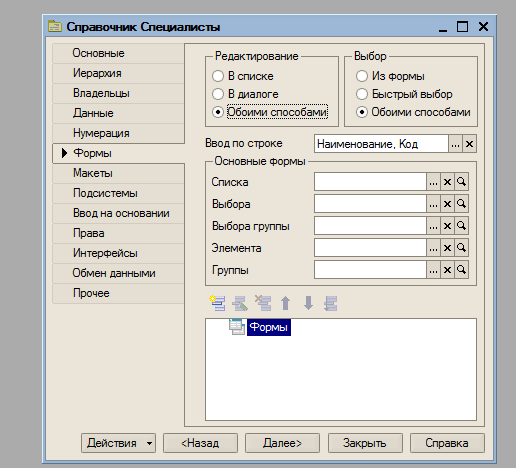 Справочник Специалисты
Основные
Иерархия
Владельцы
Данные
Нумерация
Формы
Макеты
Подсистемы
Ввод на основании
Права
Интерфейсы
Обмен данными
Прочее
Редактирование
В списке
В диалоге
Обоими способами
Выбор
Из формы
Быстрый выбор
Обоими способами
Ввод по строке
Наименование, Код
...
Основные формы
Списка
...
Выбора
...
Выбора группы
...
Элемента
...
Группы
...
Формы
Действия
<Назад
Далее>
Закрыть
Справка